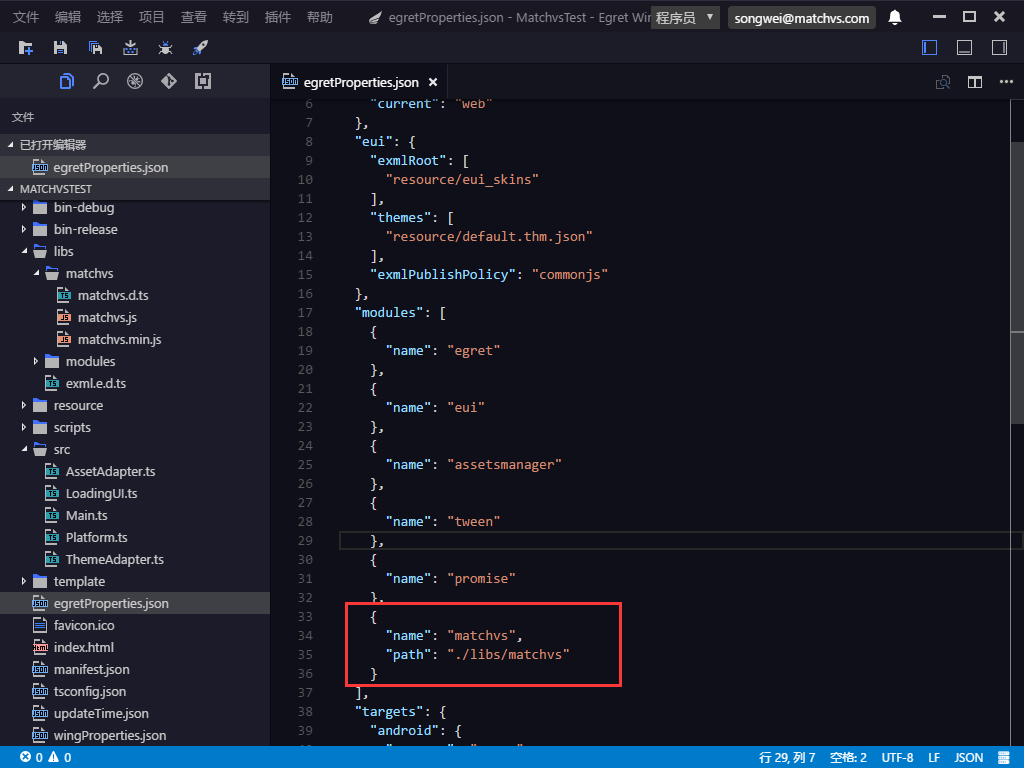 文件 编辑 选择 项目 查看 转到 插件 帮助 egretProperties.json - MatchvsTest - Egret Win 程序员 songwei@matchvs.com
egretProperties.json
文件
已打开编辑器
egretProperties.json
MATCHVSTEST
bin-debug
bin-release
libs
matchvs
matchvs.d.ts
matchvs.js
matchvs.min.js
modules
exml.e.d.ts
resource
scripts
src
AssetAdapter.ts
LoadingUI.ts
Main.ts
Platform.ts
ThemeAdapter.ts
template
egretProperties.json
favicon.ico
index.html
manifest.json
tsconfig.json
updateTime.json
wingProperties.json
6 "current": "web"
7 },
8 "eui": {
9 "exmlRoot": [
10 "resource/eui_skins"
11 ],
12 "themes": [
13 "resource/default.thm.json"
14 ],
15 "exmlPublishPolicy": "commonjs"
16 },
17 "modules": [
18 {
19 "name": "egret"
20 },
21 {
22 "name": "eui"
23 },
24 {
25 "name": "assetsmanager"
26 },
27 {
28 "name": "tween"
29 },
30 {
31 "name": "promise"
32 },
33 {
34 "name": "matchvs",
35 "path": "./libs/matchvs"
36 }
37 ],
38 "targets": {
39 "android": {
0 0 行 29, 列 7 空格: 2 UTF-8 LF JSON